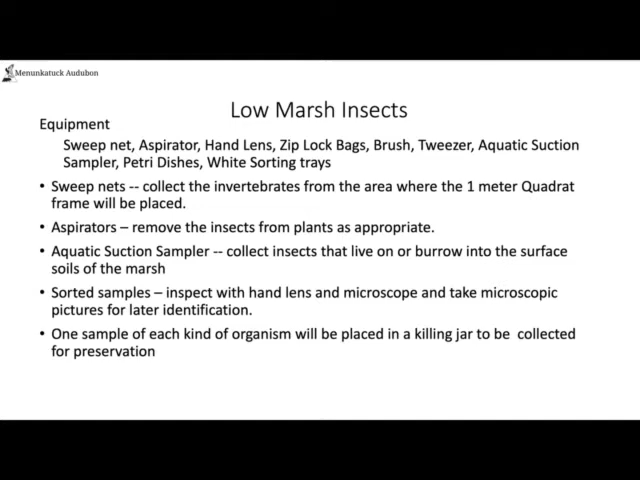 Menunkatuck Audubon
Low Marsh Insects
Equipment
Sweep net, Aspirator, Hand Lens, Zip Lock Bags, Brush, Tweezer, Aquatic Suction
Sampler, Petri Dishes, White Sorting trays
• Sweep nets -- collect the invertebrates from the area where the 1 meter Quadrat
frame will be placed.
• Aspirators – remove the insects from plants as appropriate.
• Aquatic Suction Sampler -- collect insects that live on or burrow into the surface
soils of the marsh
• Sorted samples – inspect with hand lens and microscope and take microscopic
pictures for later identification.
• One sample of each kind of organism will be placed in a killing jar to be  collected
for preservation